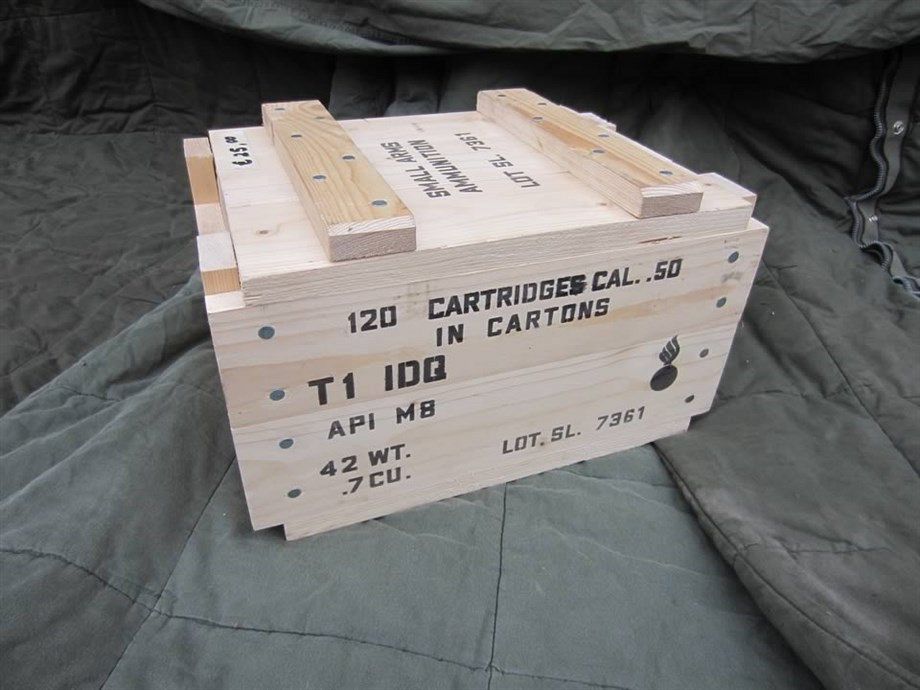 SMALL ARMS
AMMUNITION
LOT SL. 7361
120 CARTRIDGES CAL. .50
IN CARTONS
T1 IDQ
API M8
42 WT.
.7 CU.
LOT. SL. 7361